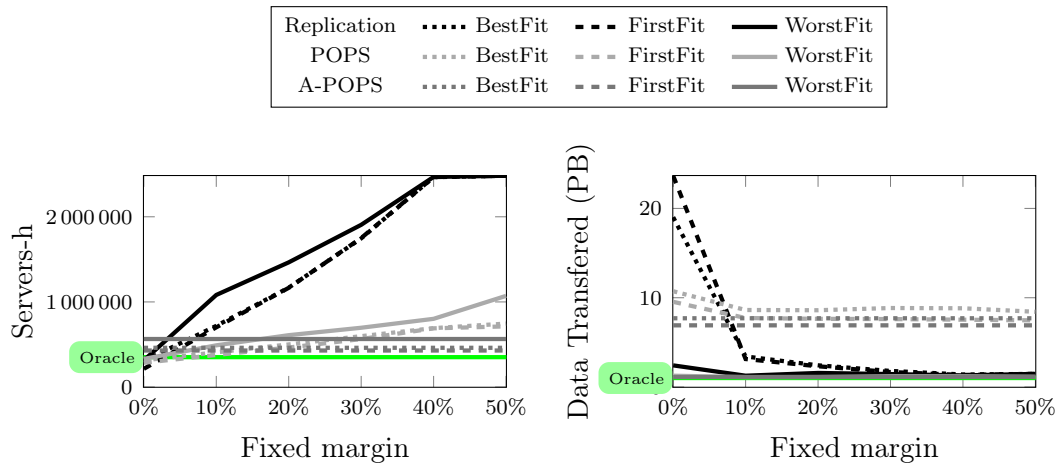 Replication BestFit FirstFit WorstFit
POPS BestFit FirstFit WorstFit
A-POPS BestFit FirstFit WorstFit
Servers-h
2 000 000
1 000 000
0
Oracle
0% 10% 20% 30% 40% 50%
Fixed margin
Data Transfered (PB)
20
10
0
Oracle
0% 10% 20% 30% 40% 50%
Fixed margin